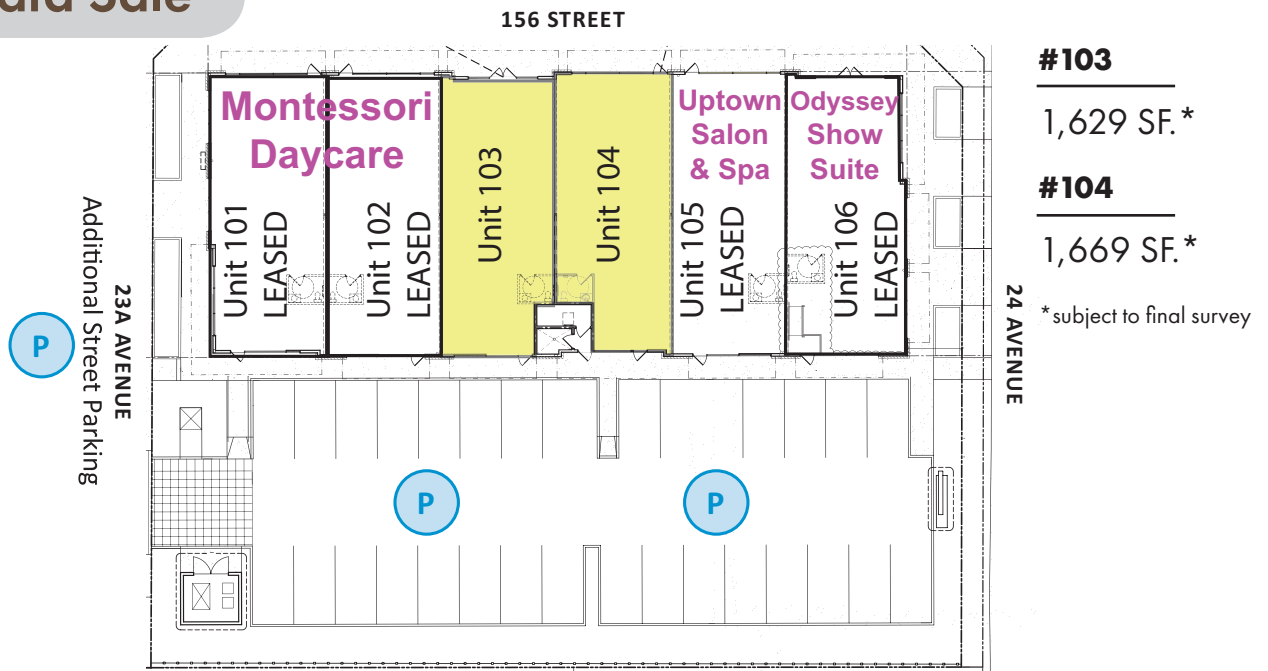 Sale
156 STREET
Montessori
Daycare
Unit 101
LEASED
Unit 102
LEASED
Unit 103
Unit 104
Uptown
Salon
& Spa
Unit 105
LEASED
Odyssey
Show
Suite
Unit 106
LEASED
#103
1,629 SF.*
#104
1,669 SF.*
*subject to final survey
23A AVENUE
Additional Street Parking
24 AVENUE
P
P
P